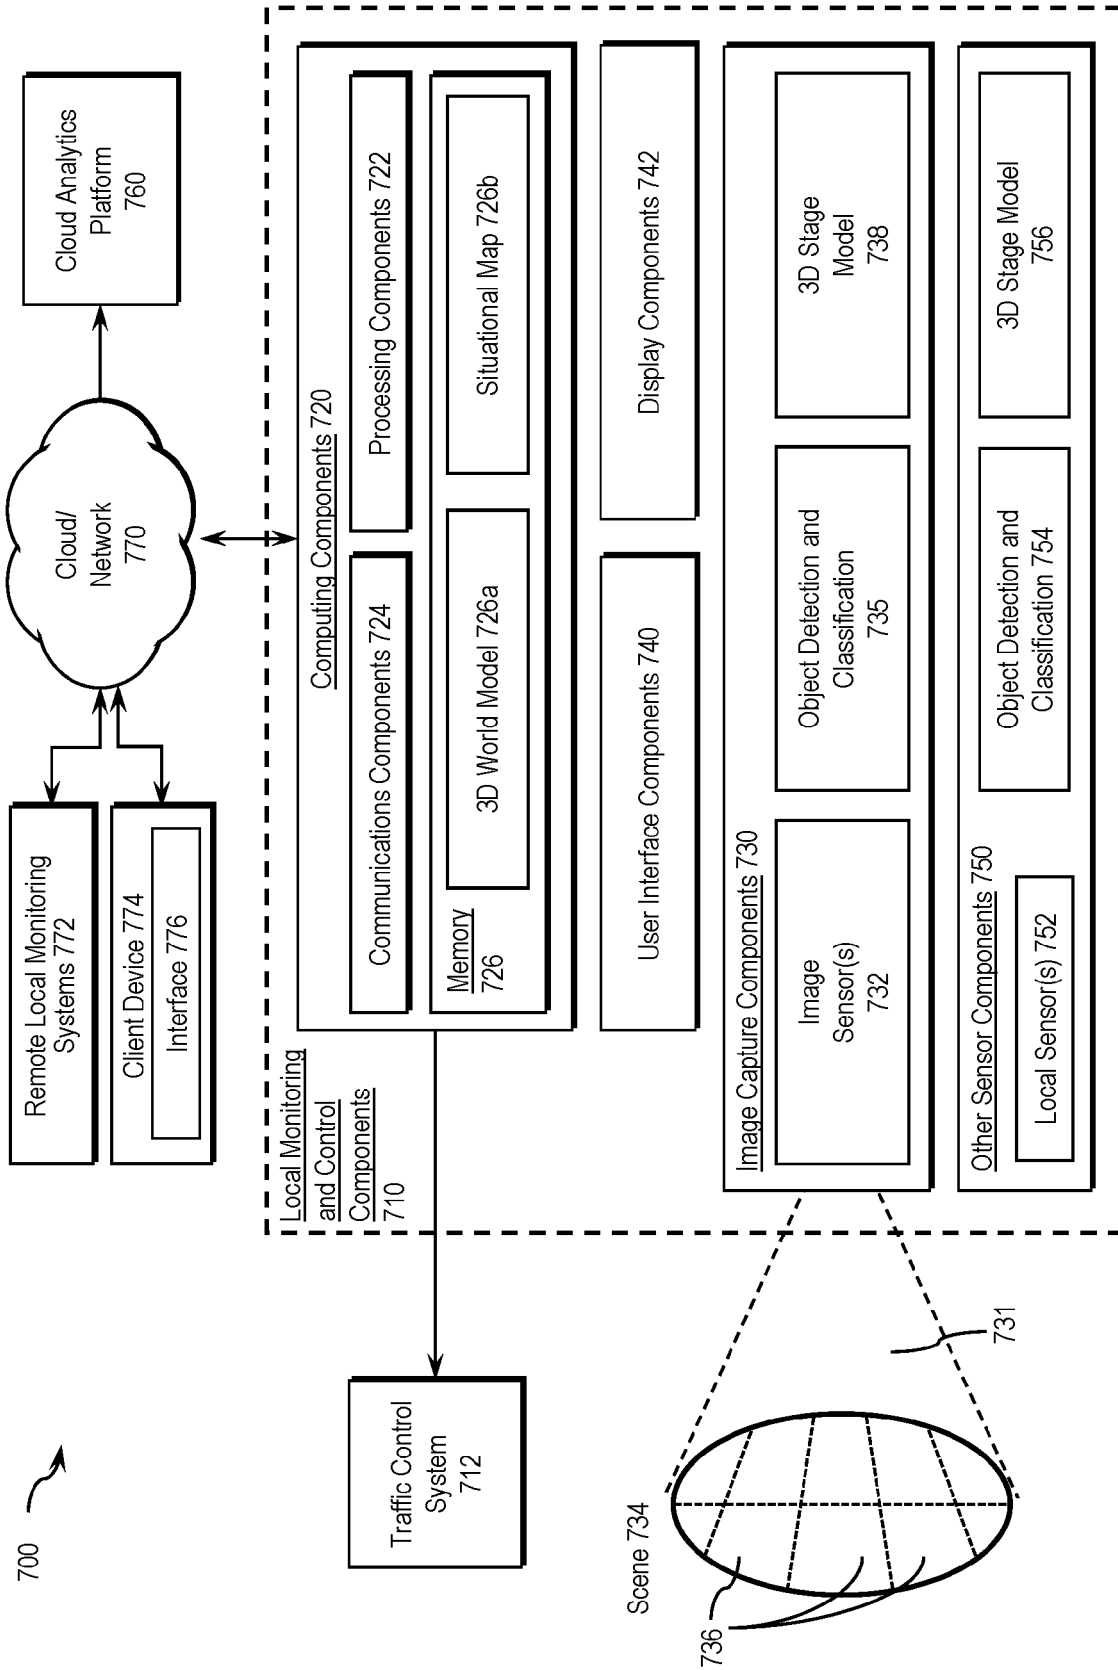 700
Remote Local Monitoring
Systems 772
Client Device 774
Interface 776
Cloud/
Network
770
Cloud Analytics
Platform
760
Traffic Control
System
712
Local Monitoring
and Control
Components
710
Computing Components 720
Communications Components 724
Processing Components 722
Memory
726
3D World Model 726a
Situational Map 726b
User Interface Components 740
Display Components 742
Scene 734
736
731
Image Capture Components 730
Image
Sensor(s)
732
Object Detection and
Classification
735
3D Stage
Model
738
Other Sensor Components 750
Local Sensor(s) 752
Object Detection and
Classification 754
3D Stage Model
756